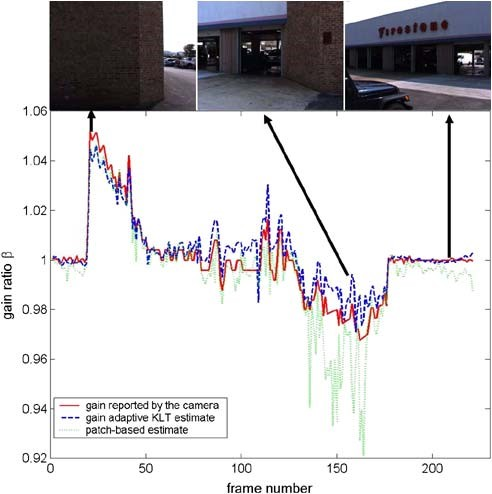 Firestone
1.06
1.04
1.02
1
0.98
0.96
0.94
0.92
gain ratio β
gain reported by the camera
gain adaptive KLT estimate
patch-based estimate
0 50 100 150 200
frame number